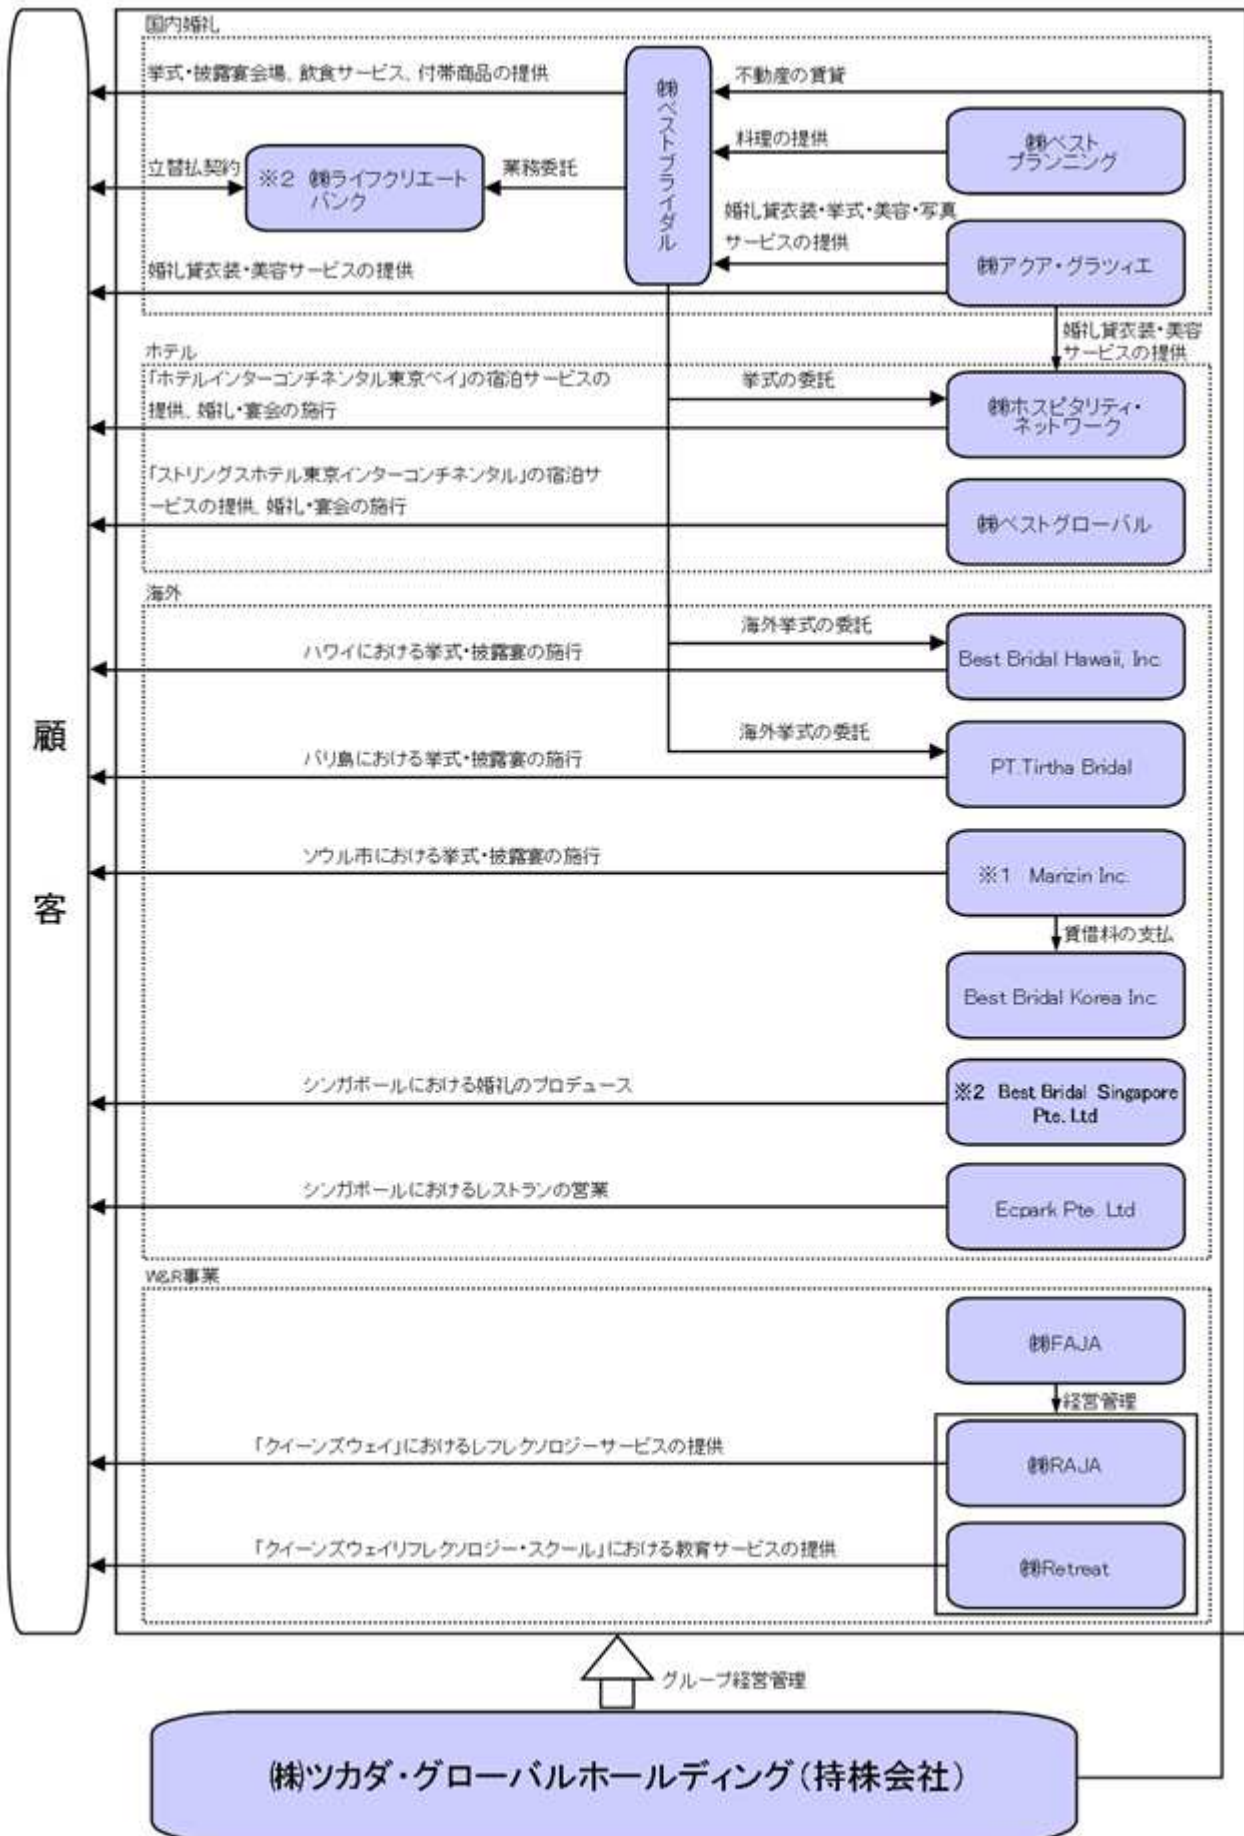 国内婚礼
挙式・披露宴会場、飲食サービス、付帯商品の提供
㈱ベストブライダル
不動産の賃貸
料理の提供
㈱ベスト
プランニング
立替払契約
※2 ㈱ライフクリエート
バンク
業務委託
婚礼貸衣装・挙式・美容・写真
サービスの提供
㈱アクア・グラツィエ
婚礼貸衣装・美容サービスの提供
婚礼貸衣装・美容
サービスの提供
ホテル
「ホテルインターコンチネンタル東京ベイ」の宿泊サービスの
提供、婚礼・宴会の施行
挙式の委託
㈱ホスピタリティ・
ネットワーク
「ストリングスホテル東京インターコンチネンタル」の宿泊サ
ービスの提供、婚礼・宴会の施行
㈱ベストグローバル
海外
ハワイにおける挙式・披露宴の施行
海外挙式の委託
Best Bridal Hawaii, Inc.
バリ島における挙式・披露宴の施行
海外挙式の委託
PT.Tirtha Bridal
ソウル市における挙式・披露宴の施行
※1 Marizin Inc.
賃借料の支払
Best Bridal Korea Inc.
シンガポールにおける婚礼のプロデュース
※2 Best Bridal Singapore
Pte. Ltd
シンガポールにおけるレストランの営業
Ecpark Pte. Ltd
顧客
W&R事業
㈱FAJA
経営管理
「クイーンズウェイ」におけるレフレクソロジーサービスの提供
㈱RAJA
「クイーンズウェイリフレクソロジー・スクール」における教育サービスの提供
㈱Retreat
グループ経営管理
㈱ツカダ・グローバルホールディング（持株会社）